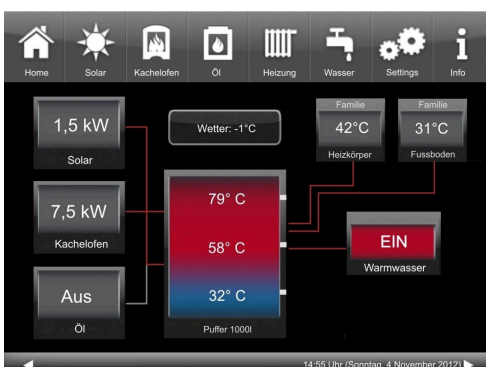 Home Solar Kachelofen Öl Heizung Wasser Settings Info
1,5 kW
Solar
7,5 kW
Kachelofen
Aus
Öl
Wetter: -1°C
79° C
58° C
32° C
Puffer 1000l
Familie
42°C
Heizkörper
Familie
31°C
Fussboden
EIN
Warmwasser
14:55 Uhr (Sonntag, 4 November 2012)